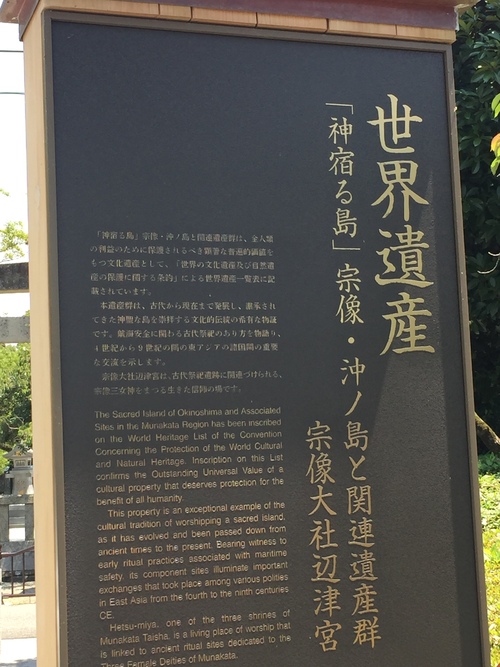 世界遺産
「神宿る島」宗像・沖ノ島と関連遺産群
宗像大社辺津宮
「神宿る島」宗像・沖ノ島と関連遺産群は、全人類
の利益のために保護されるべき顕著な普遍的価値を
もつ文化遺産として、「世界の文化遺産及び自然遺
産の保護に関する条約」による世界遺産一覧表に記
載されています。
本遺産群は、古代から現在まで発展し、継承され
てきた神聖な島を崇拝する文化的伝統の希有な物証
です。航海安全に関わる古代祭祀のあり方を物語り、
4世紀から9世紀の間の東アジアの諸国間の重要
な交流を示します。
宗像大社辺津宮は、古代祭祀遺跡に関連づけられる、
宗像三女神をまつる生きた信仰の場です。
The Sacred Island of Okinoshima and Associated
Sites in the Munakata Region has been inscribed
on the World Heritage List of the Convention
Concerning the Protection of the World Cultural
and Natural Heritage. Inscription on this List
confirms the Outstanding Universal Value of a
cultural property that deserves protection for the
benefit of all humanity.
This property is an exceptional example of the
cultural tradition of worshipping a sacred island,
as it has evolved and been passed down from
ancient times to the present. Bearing witness to
early ritual practices associated with maritime
safety, its component sites illuminate important
exchanges that took place among various polities
in East Asia from the fourth to the ninth centuries
CE.
Hetsu-miya, one of the three shrines of
Munakata Taisha, is a living place of worship that
is linked to ancient ritual sites dedicated to the
Three Female Deities of Munakata.